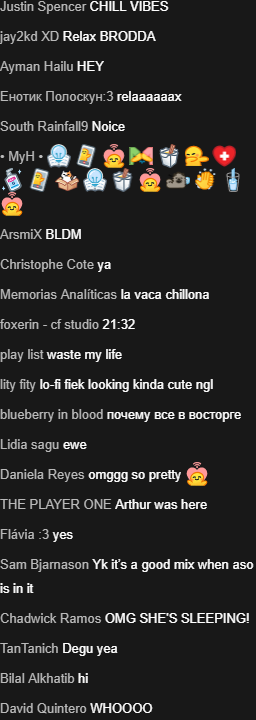 Justin Spencer CHILL VIBES
jay2kd XD Relax BRODDA
Ayman Hailu HEY
Енотик Полоскун:3 relaaaaaax
South Rainfall9 Noice
• MyH •
ArsmiX BLDM
Christophe Cote ya
Memorias Analíticas la vaca chillona
foxerin - cf studio 21:32
play list waste my life
lity fity lo-fi fiek looking kinda cute ngl
blueberry in blood почему все в восторге
Lidia sagu ewe
Daniela Reyes omggg so pretty
THE PLAYER ONE Arthur was here
Flávia :3 yes
Sam Bjarnason Yk it's a good mix when aso
is in it
Chadwick Ramos OMG SHE'S SLEEPING!
TanTanich Degu yea
Bilal Alkhatib hi
David Quintero WHOOOO